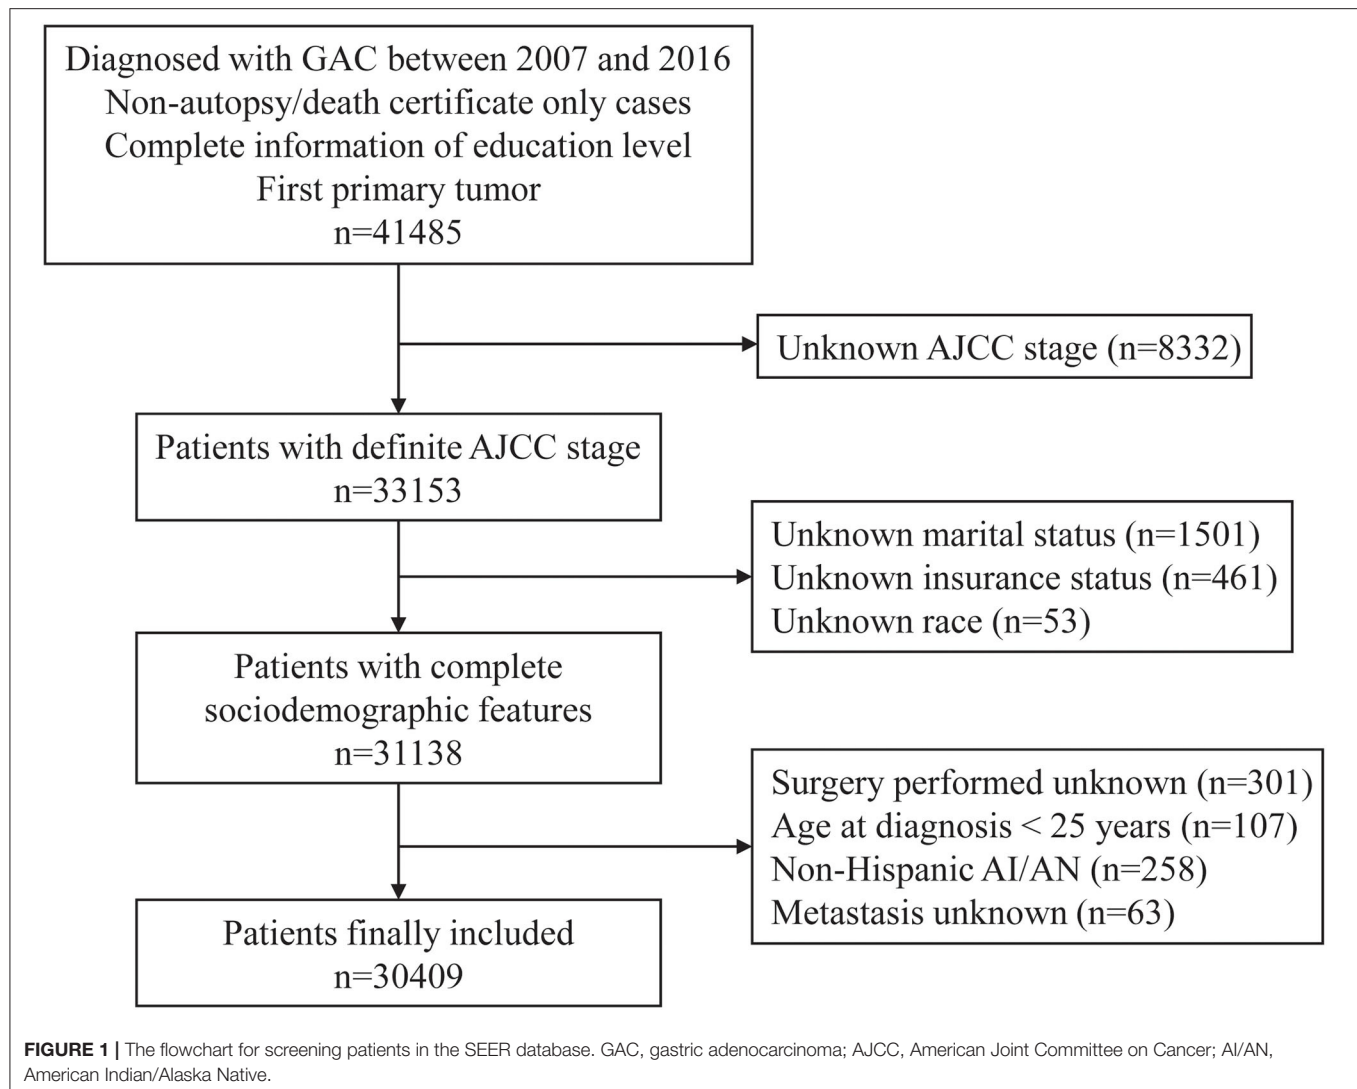 Diagnosed with GAC between 2007 and 2016
Non-autopsy/death certificate only cases
Complete information of education level
First primary tumor
n=41485
Unknown AJCC stage (n=8332)
Patients with definite AJCC stage
n=33153
Unknown marital status (n=1501)
Unknown insurance status (n=461)
Unknown race (n=53)
Patients with complete
sociodemographic features
n=31138
Surgery performed unknown (n=301)
Age at diagnosis < 25 years (n=107)
Non-Hispanic AI/AN (n=258)
Metastasis unknown (n=63)
Patients finally included
n=30409
FIGURE 1 | The flowchart for screening patients in the SEER database. GAC, gastric adenocarcinoma; AJCC, American Joint Committee on Cancer; AI/AN,
American Indian/Alaska Native.